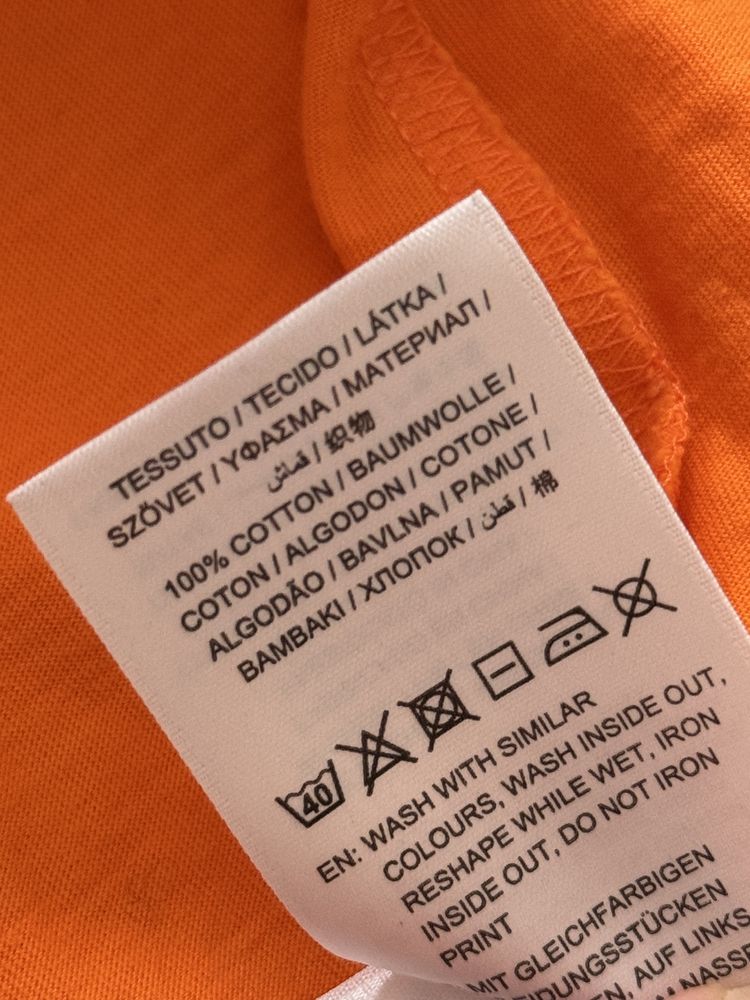 TESSUTO / TECIDO / LÁTKA /
SZÖVET / ΥΦΑΣΜΑ / МАТЕРИАЛ /
قماش / 织物
100% COTTON / BAUMWOLLE /
COTON / ALGODON / COTONE /
ALGODÃO / BAVLNA / PAMUT /
BAMBAKI / ХЛОПОК / قطن / 棉
40
EN: WASH WITH SIMILAR
COLOURS, WASH INSIDE OUT,
RESHAPE WHILE WET, IRON
INSIDE OUT, DO NOT IRON
PRINT
MIT GLEICHFARBIGEN
AUF LINKS